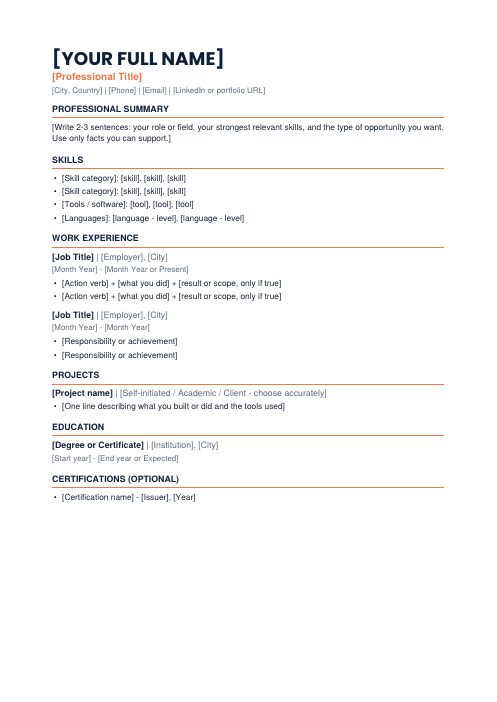 [YOUR FULL NAME]
[Professional Title]
[City, Country] | [Phone] | [Email] | [LinkedIn or portfolio URL]
PROFESSIONAL SUMMARY
[Write 2-3 sentences: your role or field, your strongest relevant skills, and the type of opportunity you want.
Use only facts you can support.]
SKILLS
• [Skill category]: [skill], [skill], [skill]
• [Skill category]: [skill], [skill], [skill]
• [Tools / software]: [tool], [tool], [tool]
• [Languages]: [language - level], [language - level]
WORK EXPERIENCE
[Job Title] | [Employer], [City]
[Month Year] - [Month Year or Present]
• [Action verb] + [what you did] + [result or scope, only if true]
• [Action verb] + [what you did] + [result or scope, only if true]
[Job Title] | [Employer], [City]
[Month Year] - [Month Year]
• [Responsibility or achievement]
• [Responsibility or achievement]
PROJECTS
[Project name] | [Self-initiated / Academic / Client - choose accurately]
• [One line describing what you built or did and the tools used]
EDUCATION
[Degree or Certificate] | [Institution], [City]
[Start year] - [End year or Expected]
CERTIFICATIONS (OPTIONAL)
• [Certification name] - [Issuer], [Year]